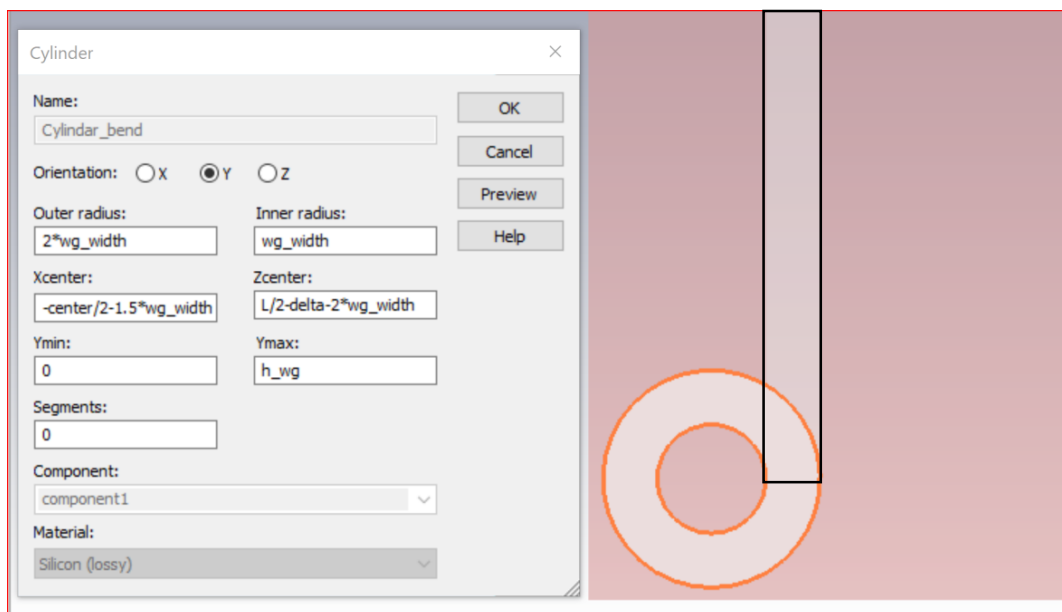 Cylinder
Name:
Cylindar_bend
Orientation: X Y Z
Outer radius: Inner radius:
2*wg_width wg_width
Xcenter: Zcenter:
-center/2-1.5*wg_width L/2-delta-2*wg_width
Ymin: Ymax:
0 h_wg
Segments:
0
Component:
component1
Material:
Silicon (lossy)
OK
Cancel
Preview
Help